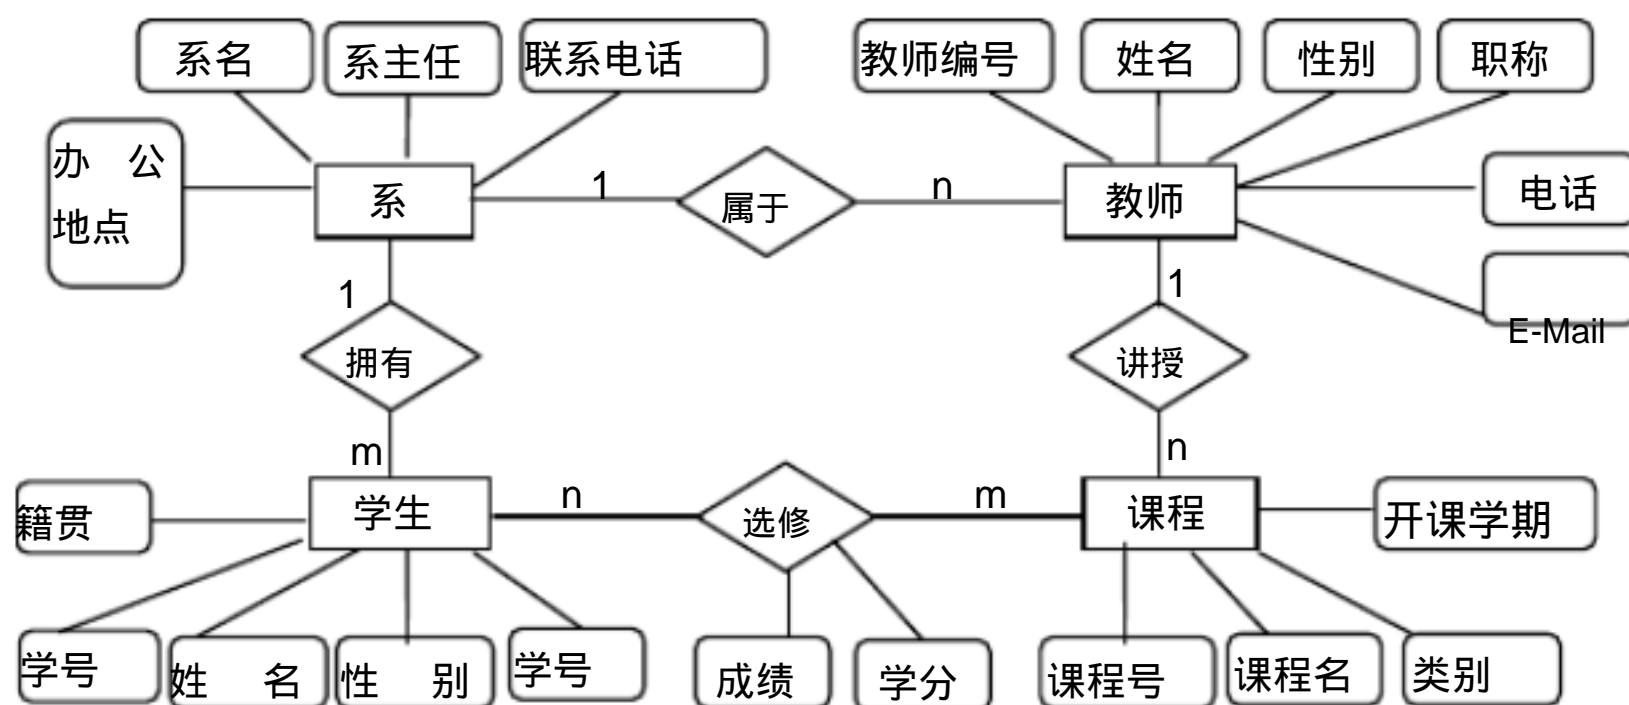 系名
系主任
联系电话
教师编号
姓名
性别
职称
办 公
地点
系
1
属于
n
教师
电话
1
1
E-Mail
拥有
讲授
m
n
籍贯
学生
n
选修
m
课程
开课学期
学号
姓 名
性 别
学号
成绩
学分
课程号
课程名
类别